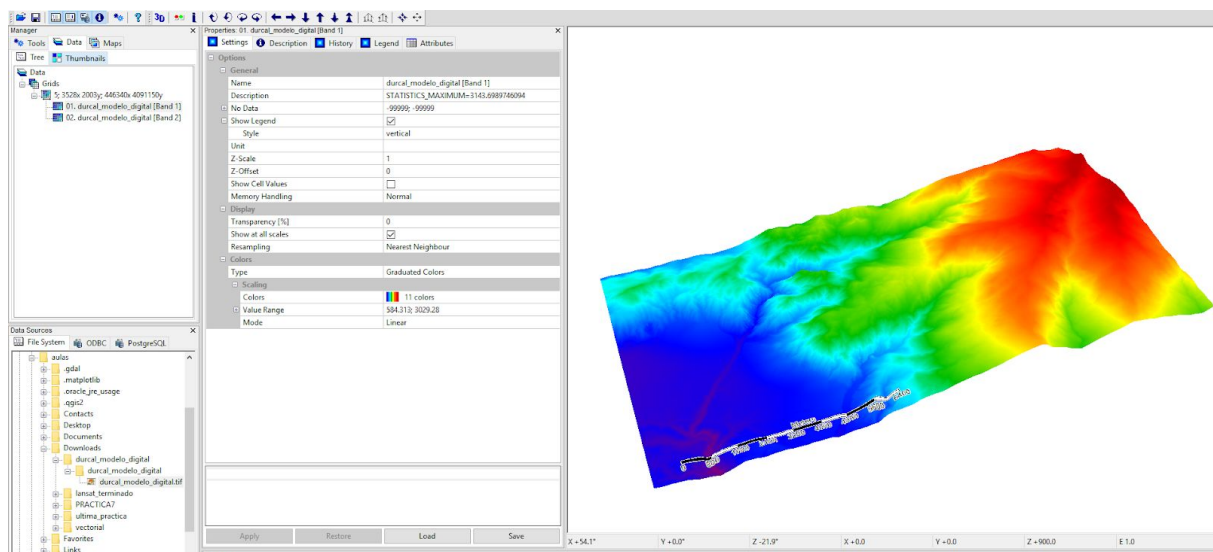 3D
Manager
Tools
Data
Maps
Tree
Thumbnails
Data
Grids
5; 3528x 2003y; 446340x 4091150y
01. durcal_modelo_digital [Band 1]
02. durcal_modelo_digital [Band 2]
Data Sources
File System
ODBC
PostgreSQL
aulas
.gdal
.matplotlib
.oracle_jre_usage
.qgis2
Contacts
Desktop
Documents
Downloads
durcal_modelo_digital
durcal_modelo_digital
durcal_modelo_digital.tif
lansat_terminado
PRACTICA7
ultima_practica
vectorial
Favorites
Links
Properties: 01. durcal_modelo_digital [Band 1]
Settings
Description
History
Legend
Attributes
Options
General
Name durcal_modelo_digital [Band 1]
Description STATISTICS_MAXIMUM=3143.6989746094
No Data -99999; -99999
Show Legend
Style vertical
Unit
Z-Scale 1
Z-Offset 0
Show Cell Values
Memory Handling Normal
Display
Transparency [%] 0
Show at all scales
Resampling Nearest Neighbour
Colors
Type Graduated Colors
Scaling
Colors 11 colors
Value Range 584.313; 3029.28
Mode Linear
Apply
Restore
Load
Save
X +54.1°
Y +0.0°
Z -21.9°
X +0.0
Y +0.0
Z +900.0
E 1.0